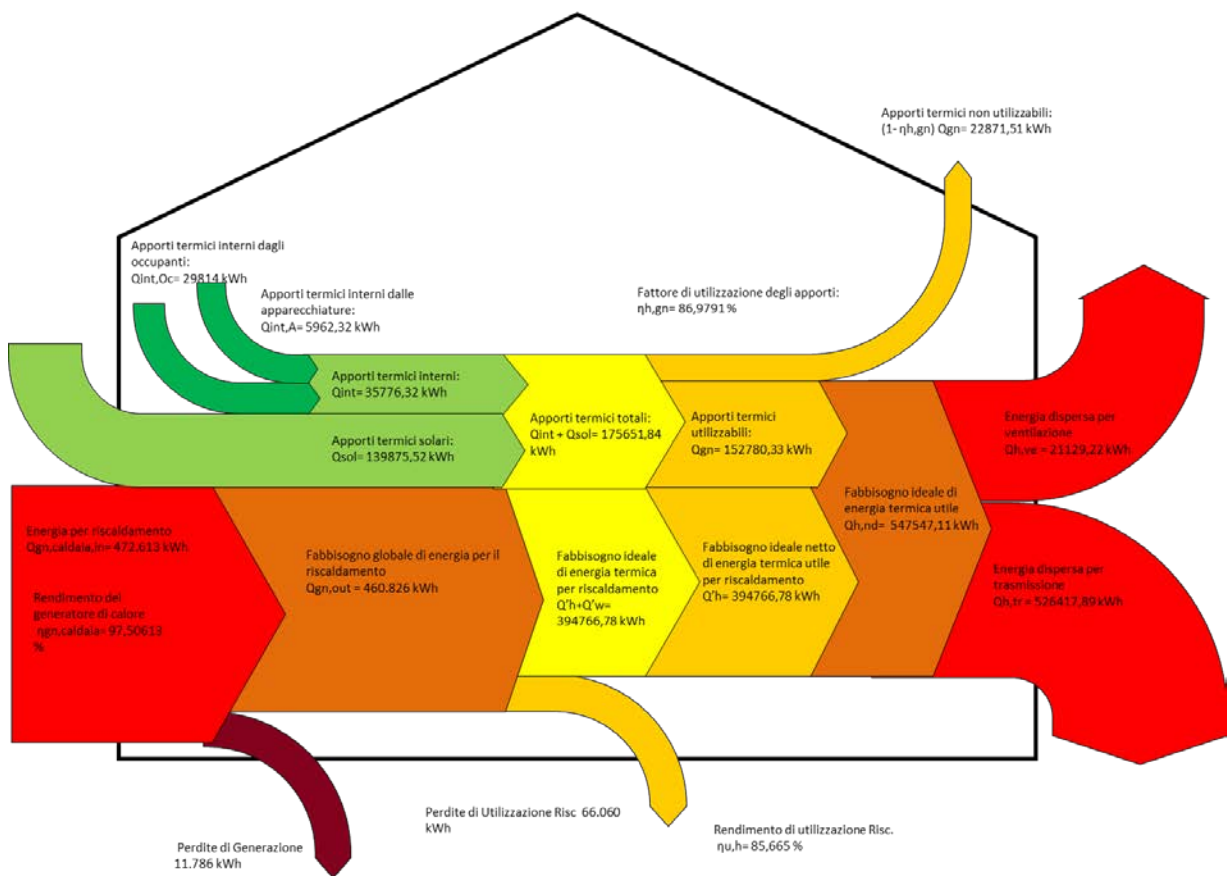 Apporti termici non utilizzabili:
(1- ηh,gn) Qgn= 22871,51 kWh
Apporti termici interni dagli
occupanti:
Qint,Oc= 29814 kWh
Apporti termici interni dalle
apparecchiature:
Qint,A= 5962,32 kWh
Fattore di utilizzazione degli apporti:
ηh,gn= 86,9791 %
Apporti termici interni:
Qint= 35776,32 kWh
Apporti termici solari:
Qsol= 139875,52 kWh
Apporti termici totali:
Qint + Qsol= 175651,84
kWh
Apporti termici
utilizzabili:
Qgn= 152780,33 kWh
Energia dispersa per
ventilazione
Qh,ve = 21129,22 kWh
Energia per riscaldamento
Qgn,caldaia,in= 472.613 kWh
Rendimento del
generatore di calore
ηgn,caldaia= 97,50613
%
Fabbisogno globale di energia per il
riscaldamento
Qgn,out = 460.826 kWh
Fabbisogno ideale
di energia termica
per riscaldamento
Q'h+Q'w=
394766,78 kWh
Fabbisogno ideale netto
di energia termica utile
per riscaldamento
Q'h= 394766,78 kWh
Fabbisogno ideale di
energia termica utile
Qh,nd= 547547,11 kWh
Energia dispersa per
trasmissione
Qh,tr = 526417,89 kWh
Perdite di Utilizzazione Risc 66.060
kWh
Rendimento di utilizzazione Risc.
ηu,h= 85,665 %
Perdite di Generazione
11.786 kWh